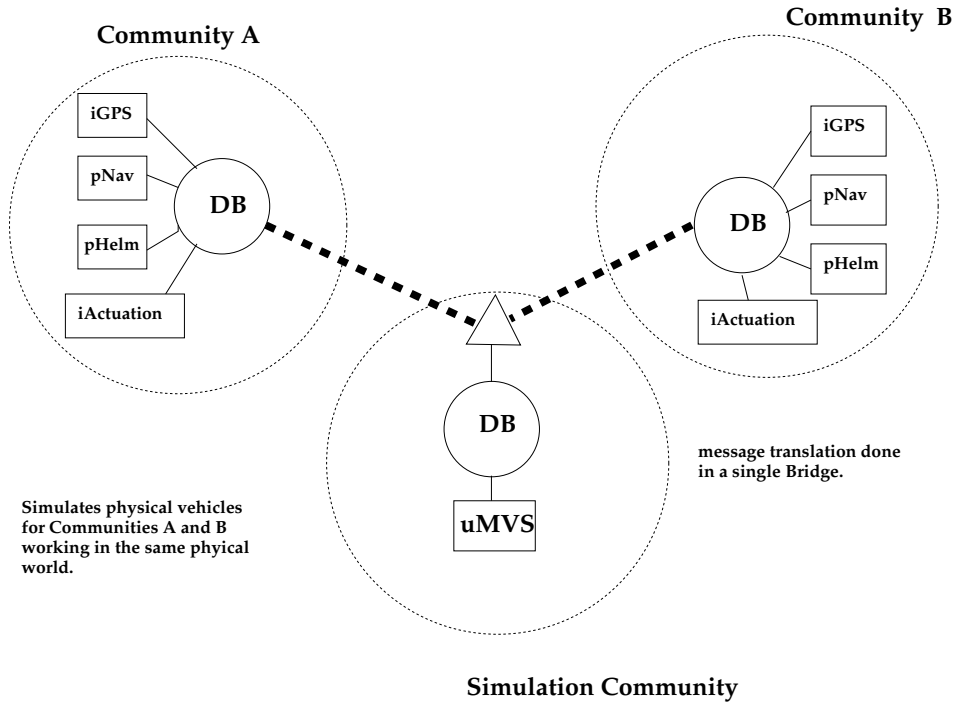 Community A
Community B
iGPS
pNav
pHelm
iActuation
DB
iGPS
pNav
pHelm
iActuation
DB
DB
uMVS
message translation done
in a single Bridge.
Simulates physical vehicles
for Communities A and B
working in the same phyical
world.
Simulation Community